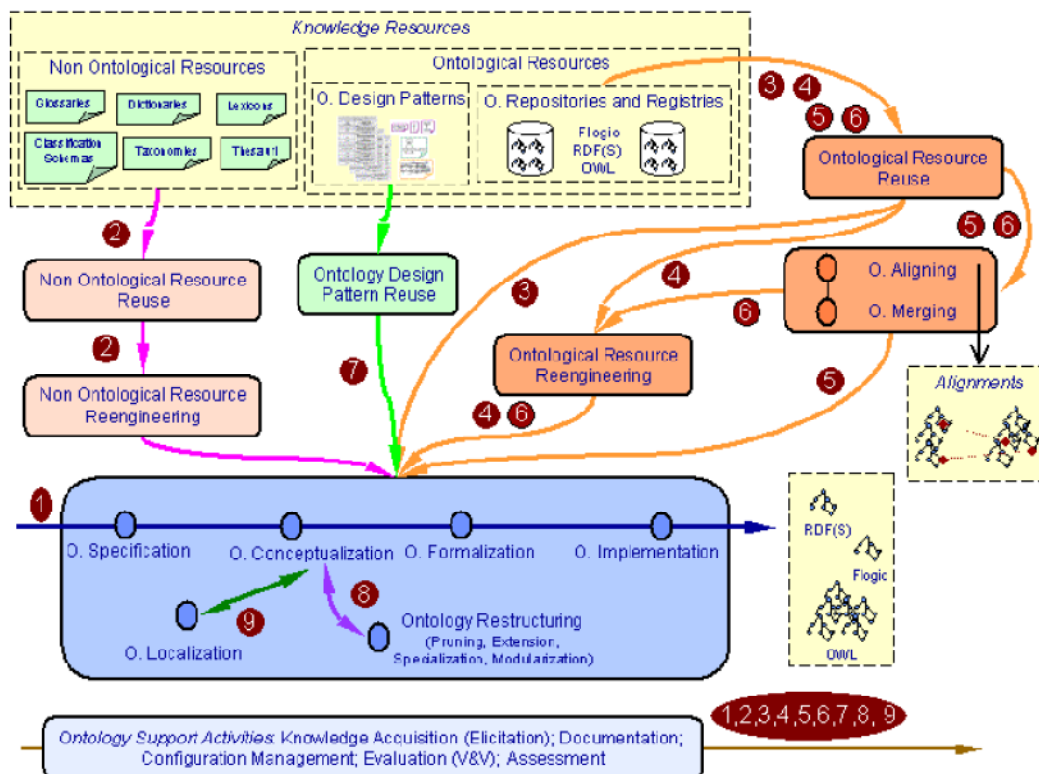 Knowledge Resources
Non Ontological Resources
Glossaries
Dictionaries
Lexicons
Classification
Schemas
Taxonomies
Thesauri
Ontological Resources
O. Design Patterns
O. Repositories and Registries
Flogic
RDF(S)
OWL
3 4
5 6
Ontological Resource
Reuse
2
Non Ontological Resource
Reuse
Ontology Design
Pattern Reuse
3
4
5 6
O. Aligning
O. Merging
6
2
7
Ontological Resource
Reengineering
5
Non Ontological Resource
Reengineering
4 6
Alignments
1
O. Specification
O. Conceptualization
O. Formalization
O. Implementation
RDF(S)
Flogic
OWL
9
8
O. Localization
Ontology Restructuring
(Pruning, Extension,
Specialization, Modularization)
1,2,3,4,5,6,7,8, 9
Ontology Support Activities: Knowledge Acquisition (Elicitation); Documentation;
Configuration Management; Evaluation (V&V); Assessment